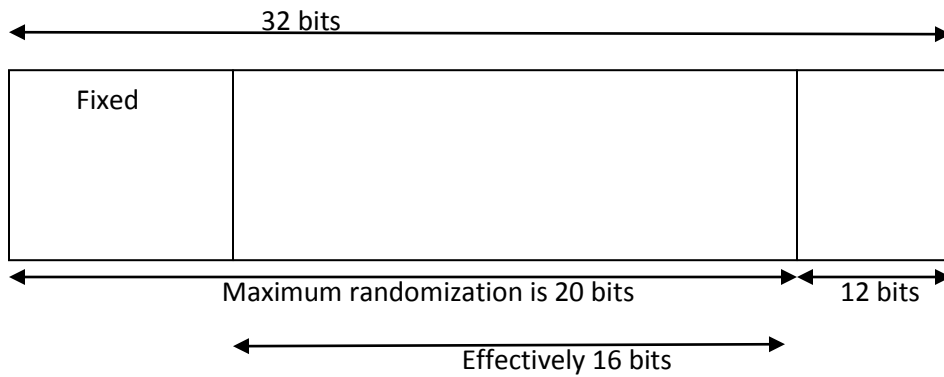 32 bits
Fixed
Maximum randomization is 20 bits
12 bits
Effectively 16 bits